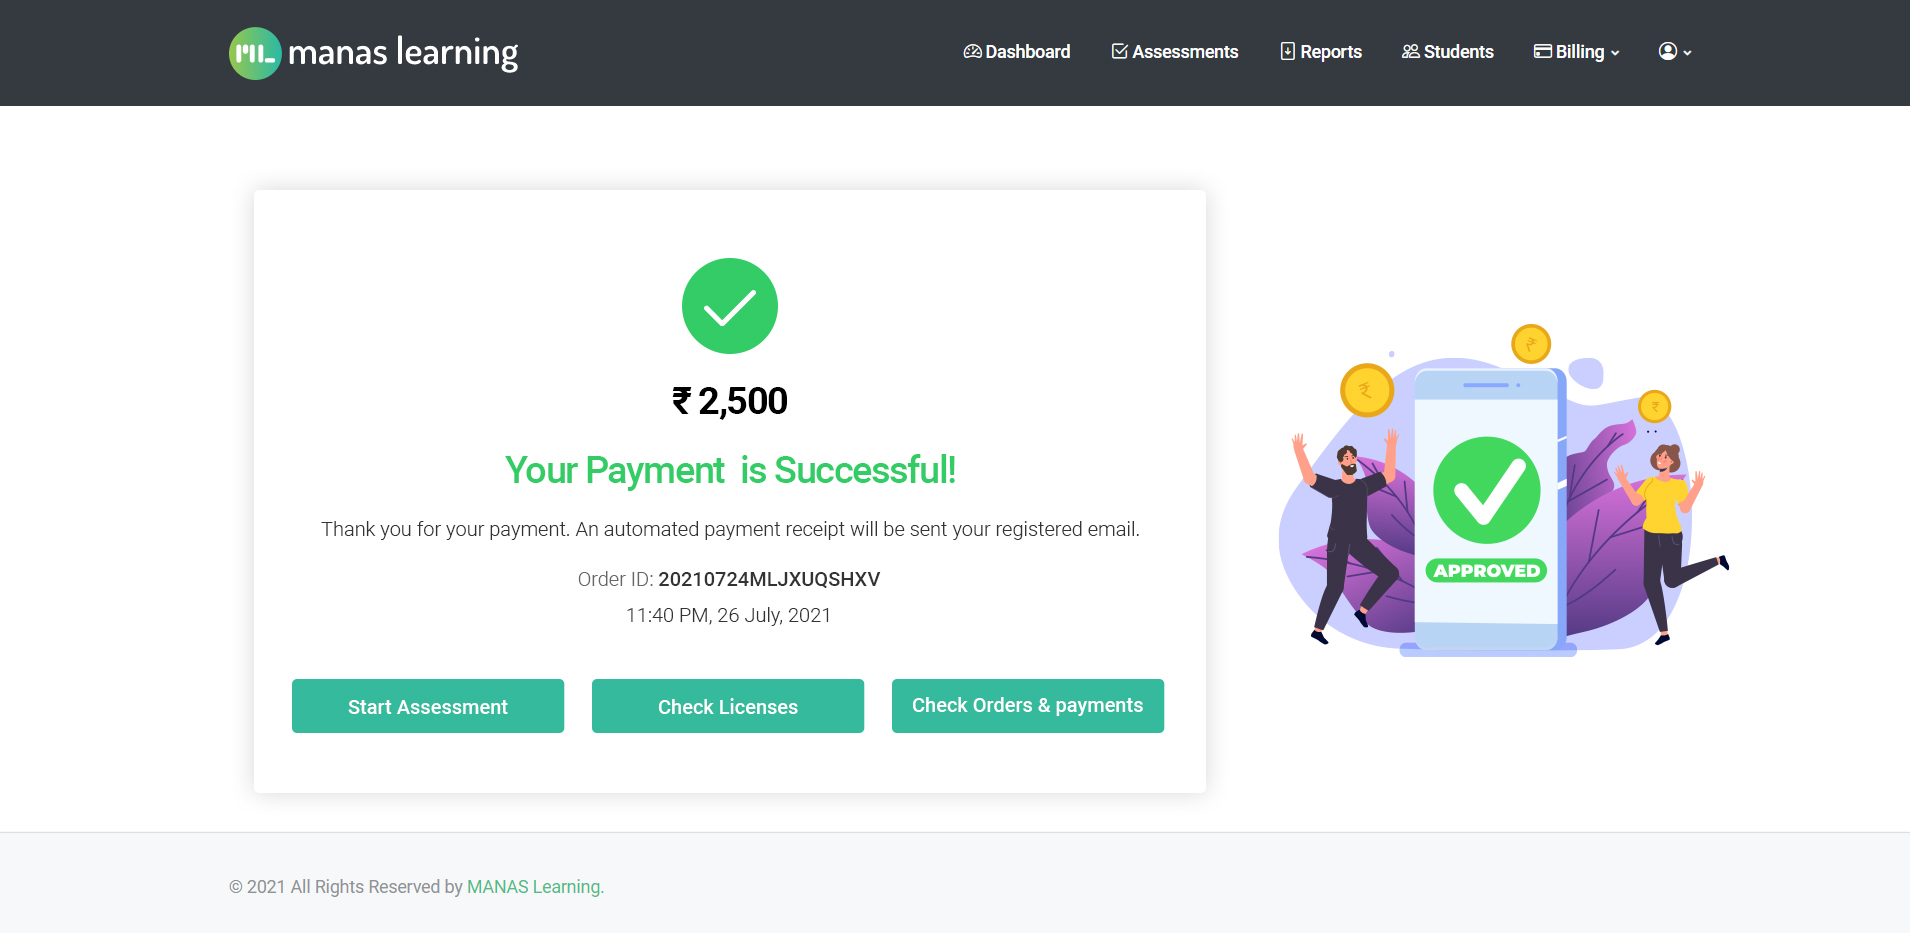 manas learning
Dashboard
Assessments
Reports
Students
Billing
₹ 2,500
Your Payment is Successful!
Thank you for your payment. An automated payment receipt will be sent your registered email.
Order ID: 20210724MLJXUQSHXV
11:40 PM, 26 July, 2021
Start Assessment
Check Licenses
Check Orders & payments
₹
₹
₹
APPROVED
© 2021 All Rights Reserved by MANAS Learning.